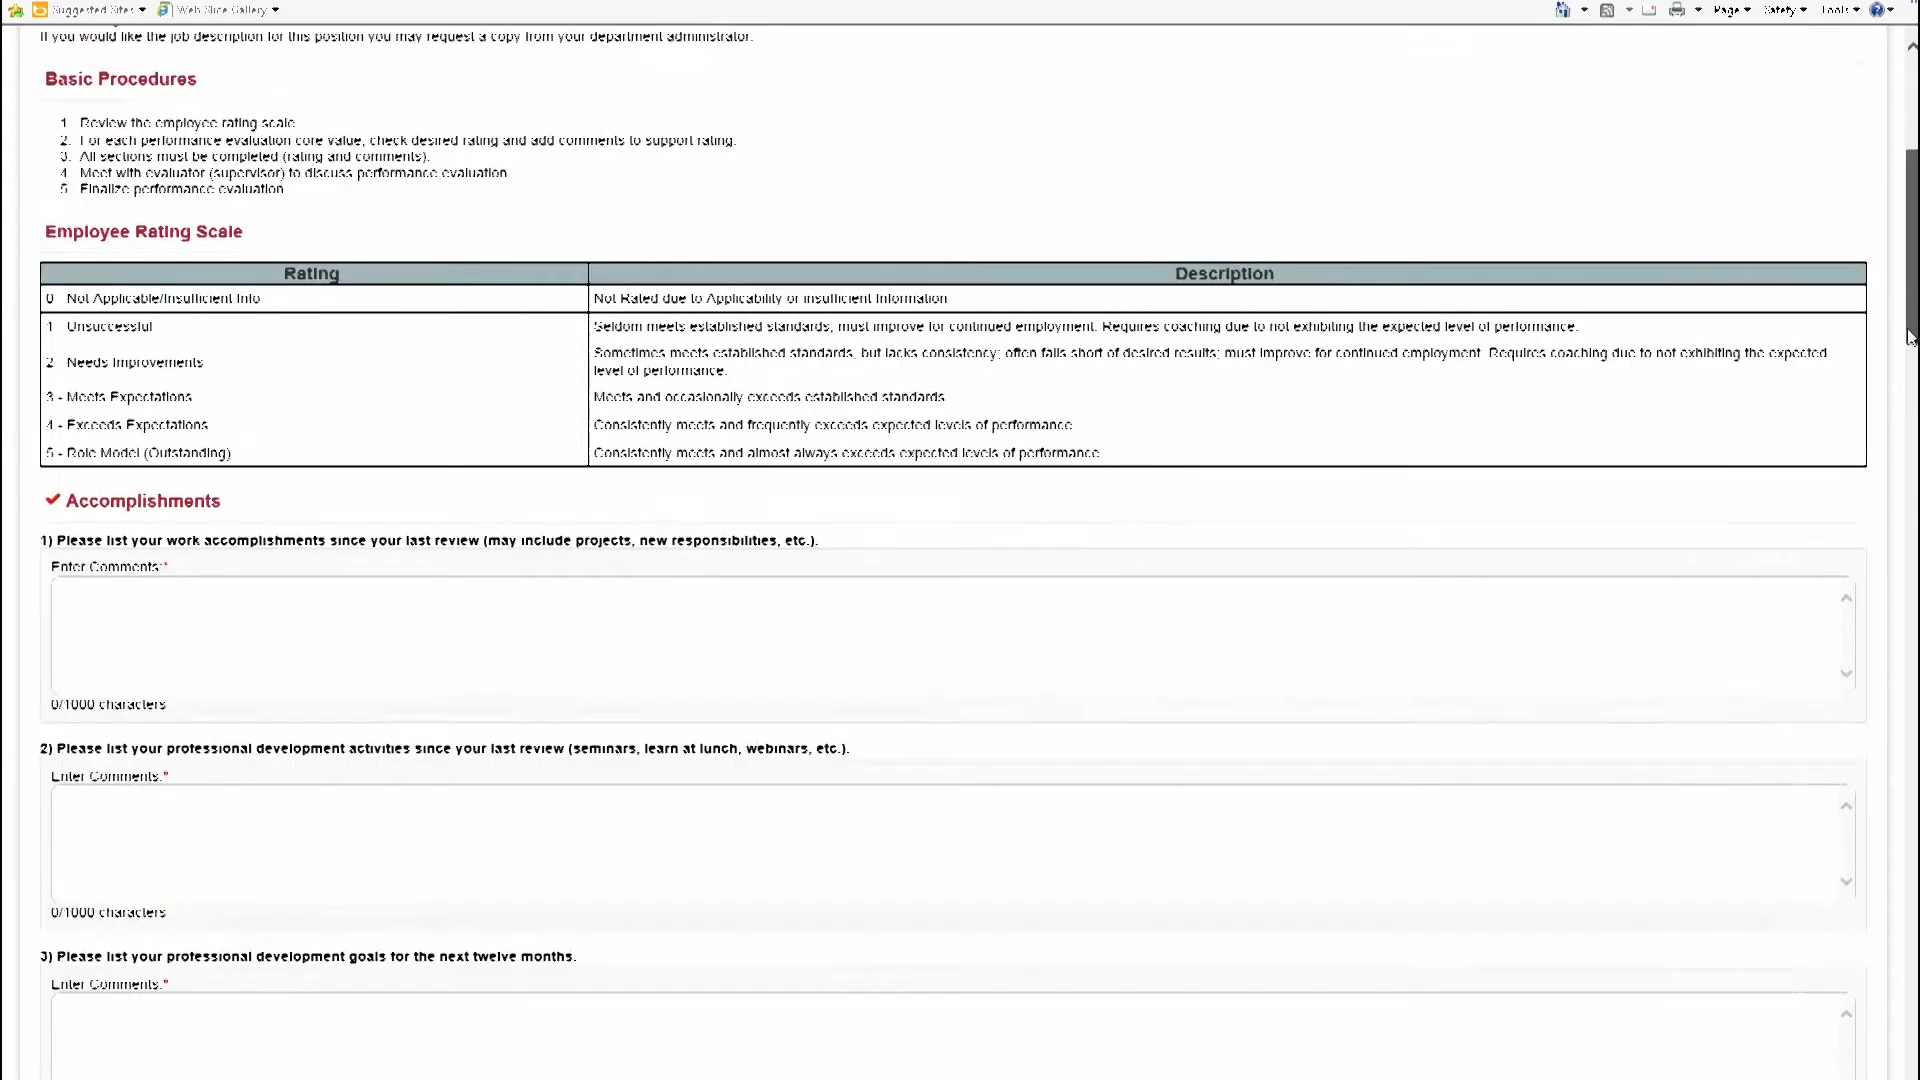 Suggested Sites
Web Slice Gallery
Page
Safety
Tools
If you would like the job description for this position you may request a copy from your department administrator.
Basic Procedures
1 Review the employee rating scale
2. For each performance evaluation core value, check desired rating and add comments to support rating.
3. All sections must be completed (rating and comments).
4 Meet with evaluator (supervisor) to discuss performance evaluation
5 Finalize performance evaluation
Employee Rating Scale
Rating Description
0 Not Applicable/Insufficient Info Not Rated due to Applicability or insufficient Information
1 Unsuccessful Seldom meets established standards, must improve for continued employment. Requires coaching due to not exhibiting the expected level of performance.
2 Needs Improvements Sometimes meets established standards, but lacks consistency; often falls short of desired results; must improve for continued employment. Requires coaching due to not exhibiting the expected
level of performance.
3 - Meets Expectations Meets and occasionally exceeds established standards
4 - Exceeds Expectations Consistently meets and frequently exceeds expected levels of performance
5 - Role Model (Outstanding) Consistently meets and almost always exceeds expected levels of performance
Accomplishments
1) Please list your work accomplishments since your last review (may include projects, new responsibilities, etc.).
Enter Comments:*
0/1000 characters
2) Please list your professional development activities since your last review (seminars, learn at lunch, webinars, etc.).
Enter Comments:*
0/1000 characters
3) Please list your professional development goals for the next twelve months.
Enter Comments:*